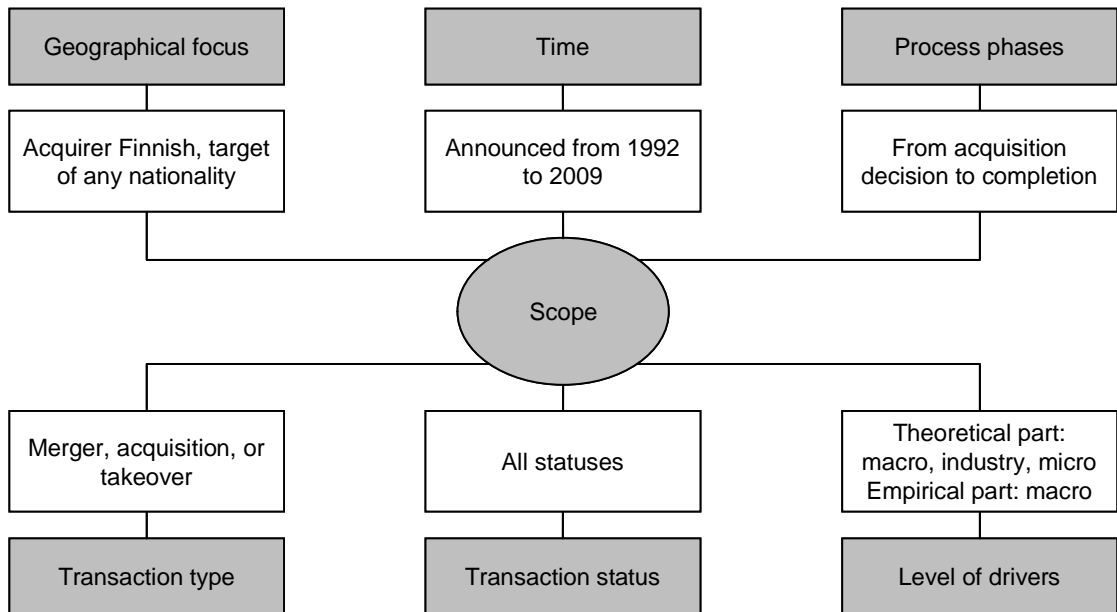 Geographical focus
Time
Process phases
Acquirer Finnish, target
of any nationality
Announced from 1992
to 2009
From acquisition
decision to completion
Scope
Merger, acquisition, or
takeover
All statuses
Theoretical part:
macro, industry, micro
Empirical part: macro
Transaction type
Transaction status
Level of drivers